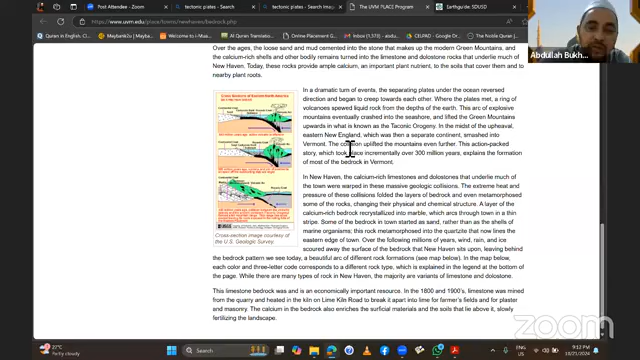 Post Attendee - Zoom
tectonic plates - Search
tectonic plates - Search Imag
The UVM PLACE Program
Earthguide: SDUSD
https://www.uvm.edu/place/towns/newhaven/bedrock.php
Quran in English. Cl
Maybank2u
Al Quran Translatio
CELPAD - Google D
The Noble Qur'an
Other favorites
Over the ages, the loose sand and mud cemented into the stone that makes up the modern Green Mountains, and
the calcium-rich shells and other bodily remains turned into the limestone and dolostones that underlie much of
New Haven. Today, these rocks provide ample calcium, an important plant nutrient, to the soils that cover them and to
nearby plant roots.
Abdullah Bukh
In a dramatic turn of events, the separating plates under the ocean reversed
direction and began to creep towards each other. Where the plates met, a ring of
volcanoes spewed liquid rock from the depths of the earth. This arc of explosive
mountains eventually crashed into the seashore, and lifted the Green Mountains
upwards in what is known as the Taconic Orogeny. In the midst of the upheaval,
eastern New England, which was then a separate continent, smashed into
Vermont. The collision uplifted the mountains even further. This action-packed
story, which took place incrementally over 300 million years, explains the formation
of most of the bedrock in Vermont.
USGS
Cross-section image courtesy of
the U.S. Geologic Survey.
In New Haven, the calcium-rich limestones and dolostones that underlie much of
the town were warped in these massive geologic collisions. The extreme heat and
pressure of these collisions folded the layers of bedrock and even metamorphosed
some of the rocks, changing their physical and chemical structure. A layer of the
calcium-rich bedrock recrystallized into marble, which arcs through town in a thin
stripe. Some of the bedrock in town started as sand, rather than as the shells of
marine organisms; this rock metamorphosed into the quartzite that now lines the
eastern edge of town. Over the following millions of years, wind, rain, and ice
scoured away the surface of the bedrock that New Haven sits upon, leaving behind
the bedrock pattern we see today, a beautiful arc of different rock formations (see map below). In the map below,
each color and three-letter code corresponds to a different rock type, which is explained in the legend at the bottom of
the page. While there are many types of rock in New Haven, the majority are varieties of limestone and dolostone.
This limestone bedrock was and is an economically important resource. In the 1800 and 1900's, limestone was mined
from the quarry and heated in the kiln on Lime Kiln Road to break it apart into lime for farmer's fields and for plaster
and masonry. The calcium in the bedrock also enriches the surficial materials and the soils that lie above it, slowly
fertilizing the landscape.
StreamYard
27°C
Partly cloudy
Search
ENG
US
9:12 PM